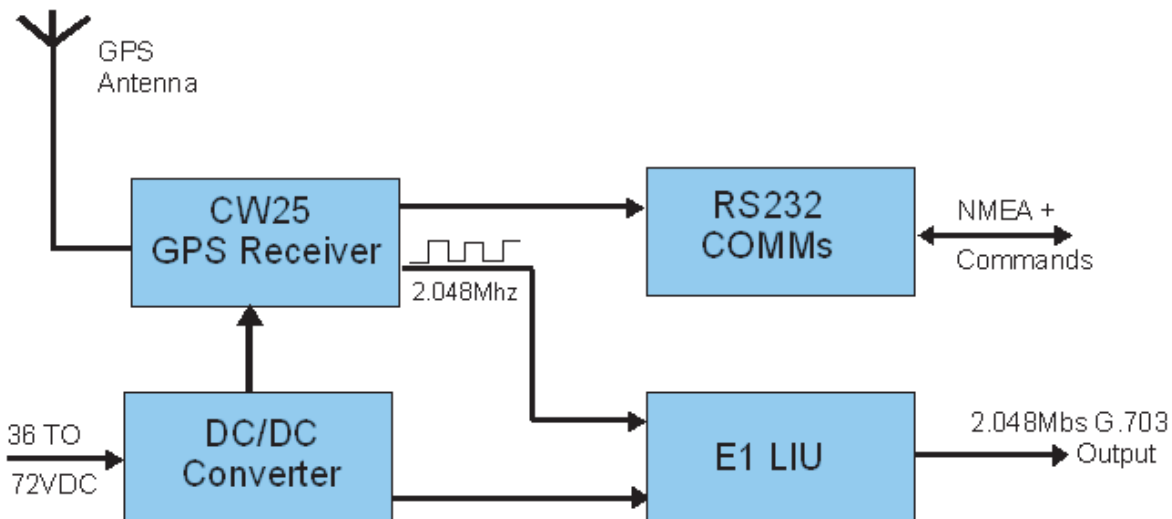 GPS
Antenna
CW25
GPS Receiver
RS232
COMMs
NMEA +
Commands
2.048Mhz
DC/DC
Converter
36 TO
72VDC
E1 LIU
2.048Mbs G.703
Output